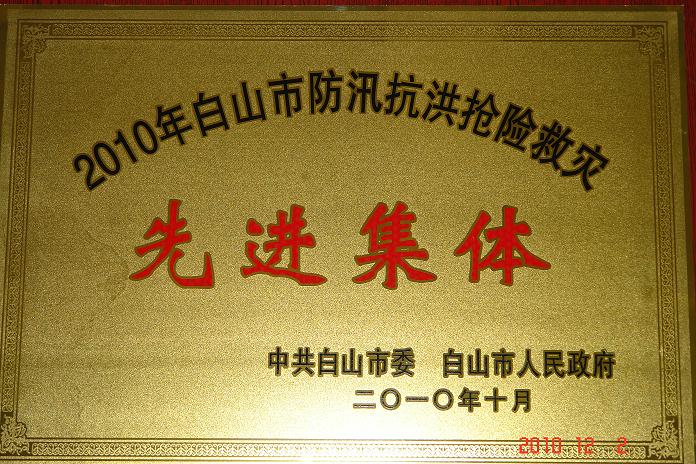 2010年白山市防汛抗洪抢险救灾
先进集体
中共白山市委 白山市人民政府
二〇一〇年十月
2010 12 2